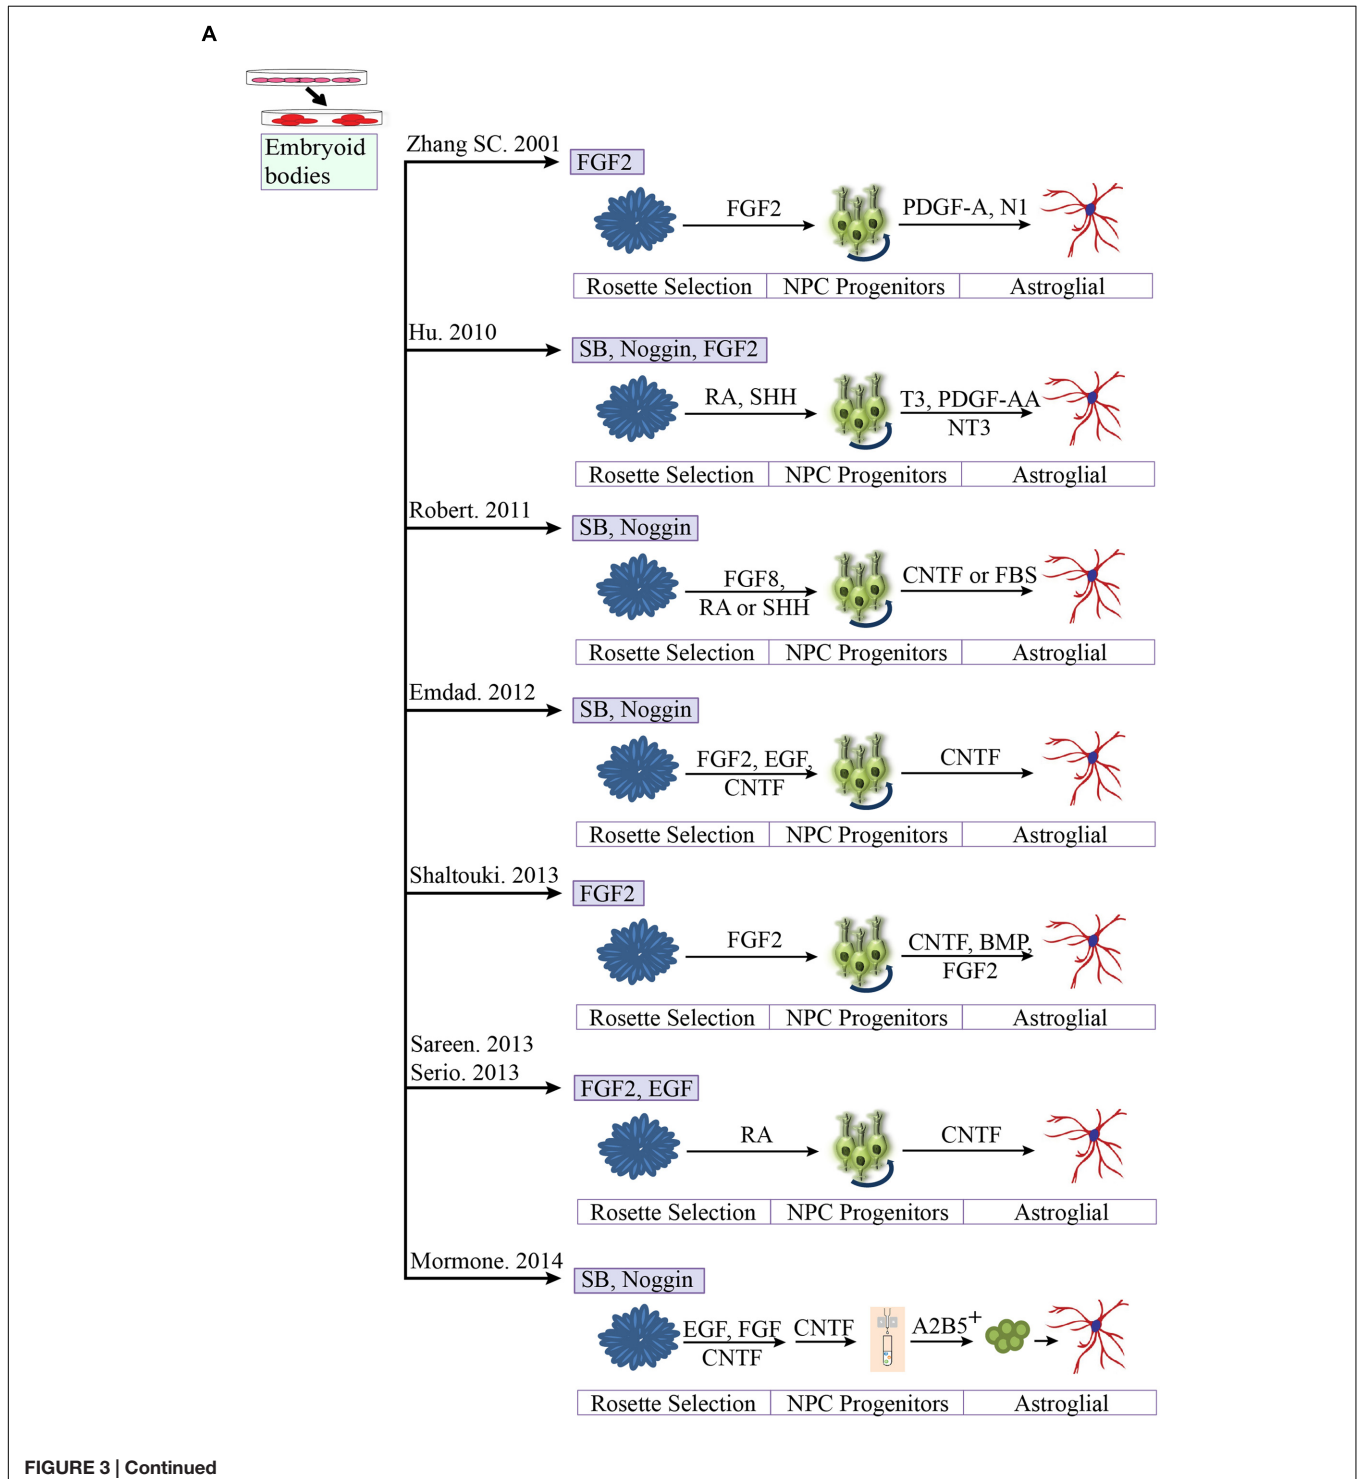 A
Embryoid
bodies
Zhang SC. 2001
FGF2
FGF2
PDGF-A, N1
Rosette Selection
NPC Progenitors
Astroglial
Hu. 2010
SB, Noggin, FGF2
RA, SHH
T3, PDGF-AA
NT3
Rosette Selection
NPC Progenitors
Astroglial
Robert. 2011
SB, Noggin
FGF8,
RA or SHH
CNTF or FBS
Rosette Selection
NPC Progenitors
Astroglial
Emdad. 2012
SB, Noggin
FGF2, EGF,
CNTF
CNTF
Rosette Selection
NPC Progenitors
Astroglial
Shaltouki. 2013
FGF2
FGF2
CNTF, BMP,
FGF2
Rosette Selection
NPC Progenitors
Astroglial
Sareen. 2013
Serio. 2013
FGF2, EGF
RA
CNTF
Rosette Selection
NPC Progenitors
Astroglial
Mormone. 2014
SB, Noggin
EGF, FGF
CNTF
CNTF
A2B5+
Rosette Selection
NPC Progenitors
Astroglial
FIGURE 3 | Continued